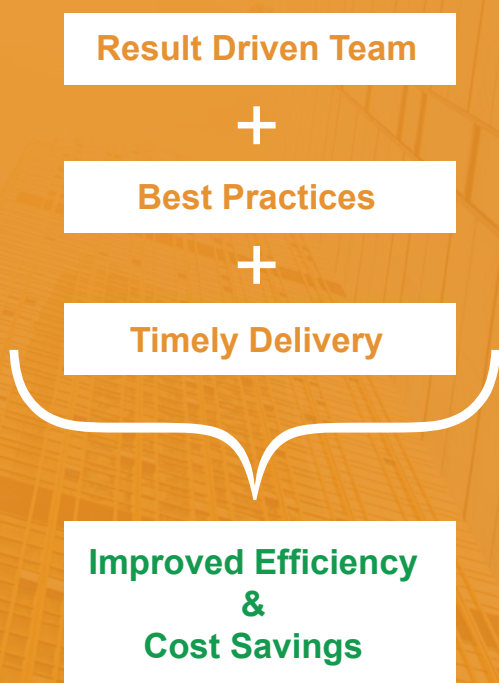 Result Driven Team
+
Best Practices
+
Timely Delivery
Improved Efficiency
&
Cost Savings